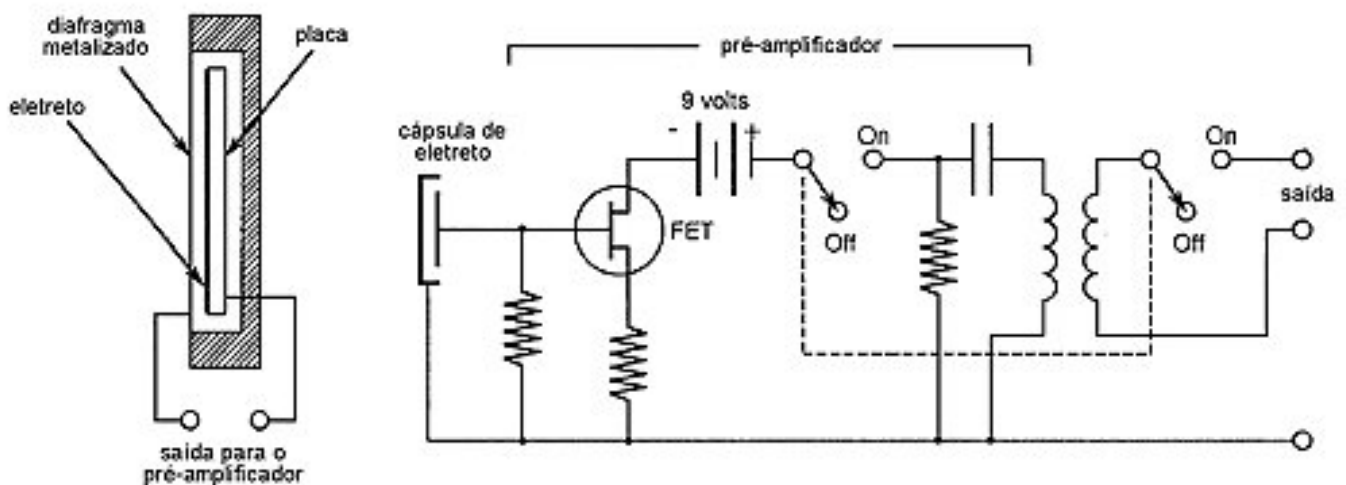 diafragma
metalizado
placa
eletreto
saída para o
pré-amplificador
pré-amplificador
9 volts
- +
cápsula de
eletreto
FET
On
Off
On
Off
saída